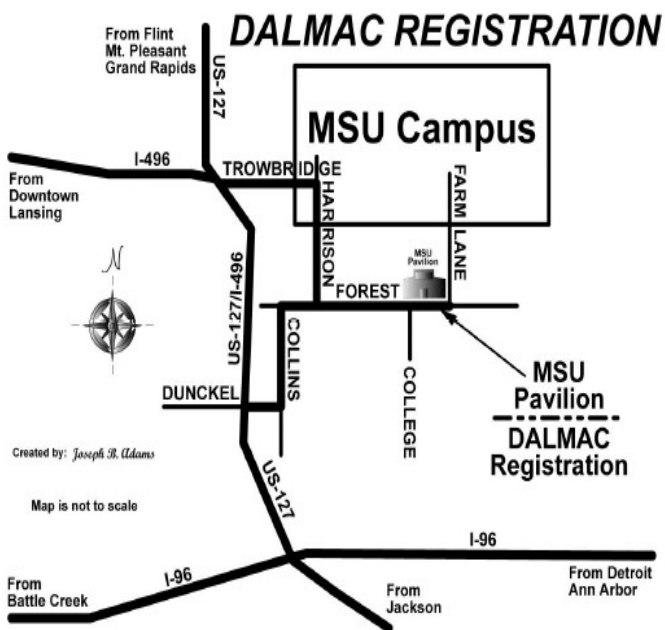 DALMAC REGISTRATION
From Flint
Mt. Pleasant
Grand Rapids
US-127
MSU Campus
I-496
TROWBRIDGE
From
Downtown
Lansing
HARRISON
FARM LANE
MSU
Pavilion
N
US-127/I-496
FOREST
COLLINS
COLLEGE
DUNCKEL
MSU
Pavilion
DALMAC
Registration
Created by: Joseph B. Adams
US-127
Map is not to scale
I-96
I-96
From
Battle Creek
From
Jackson
From Detroit
Ann Arbor